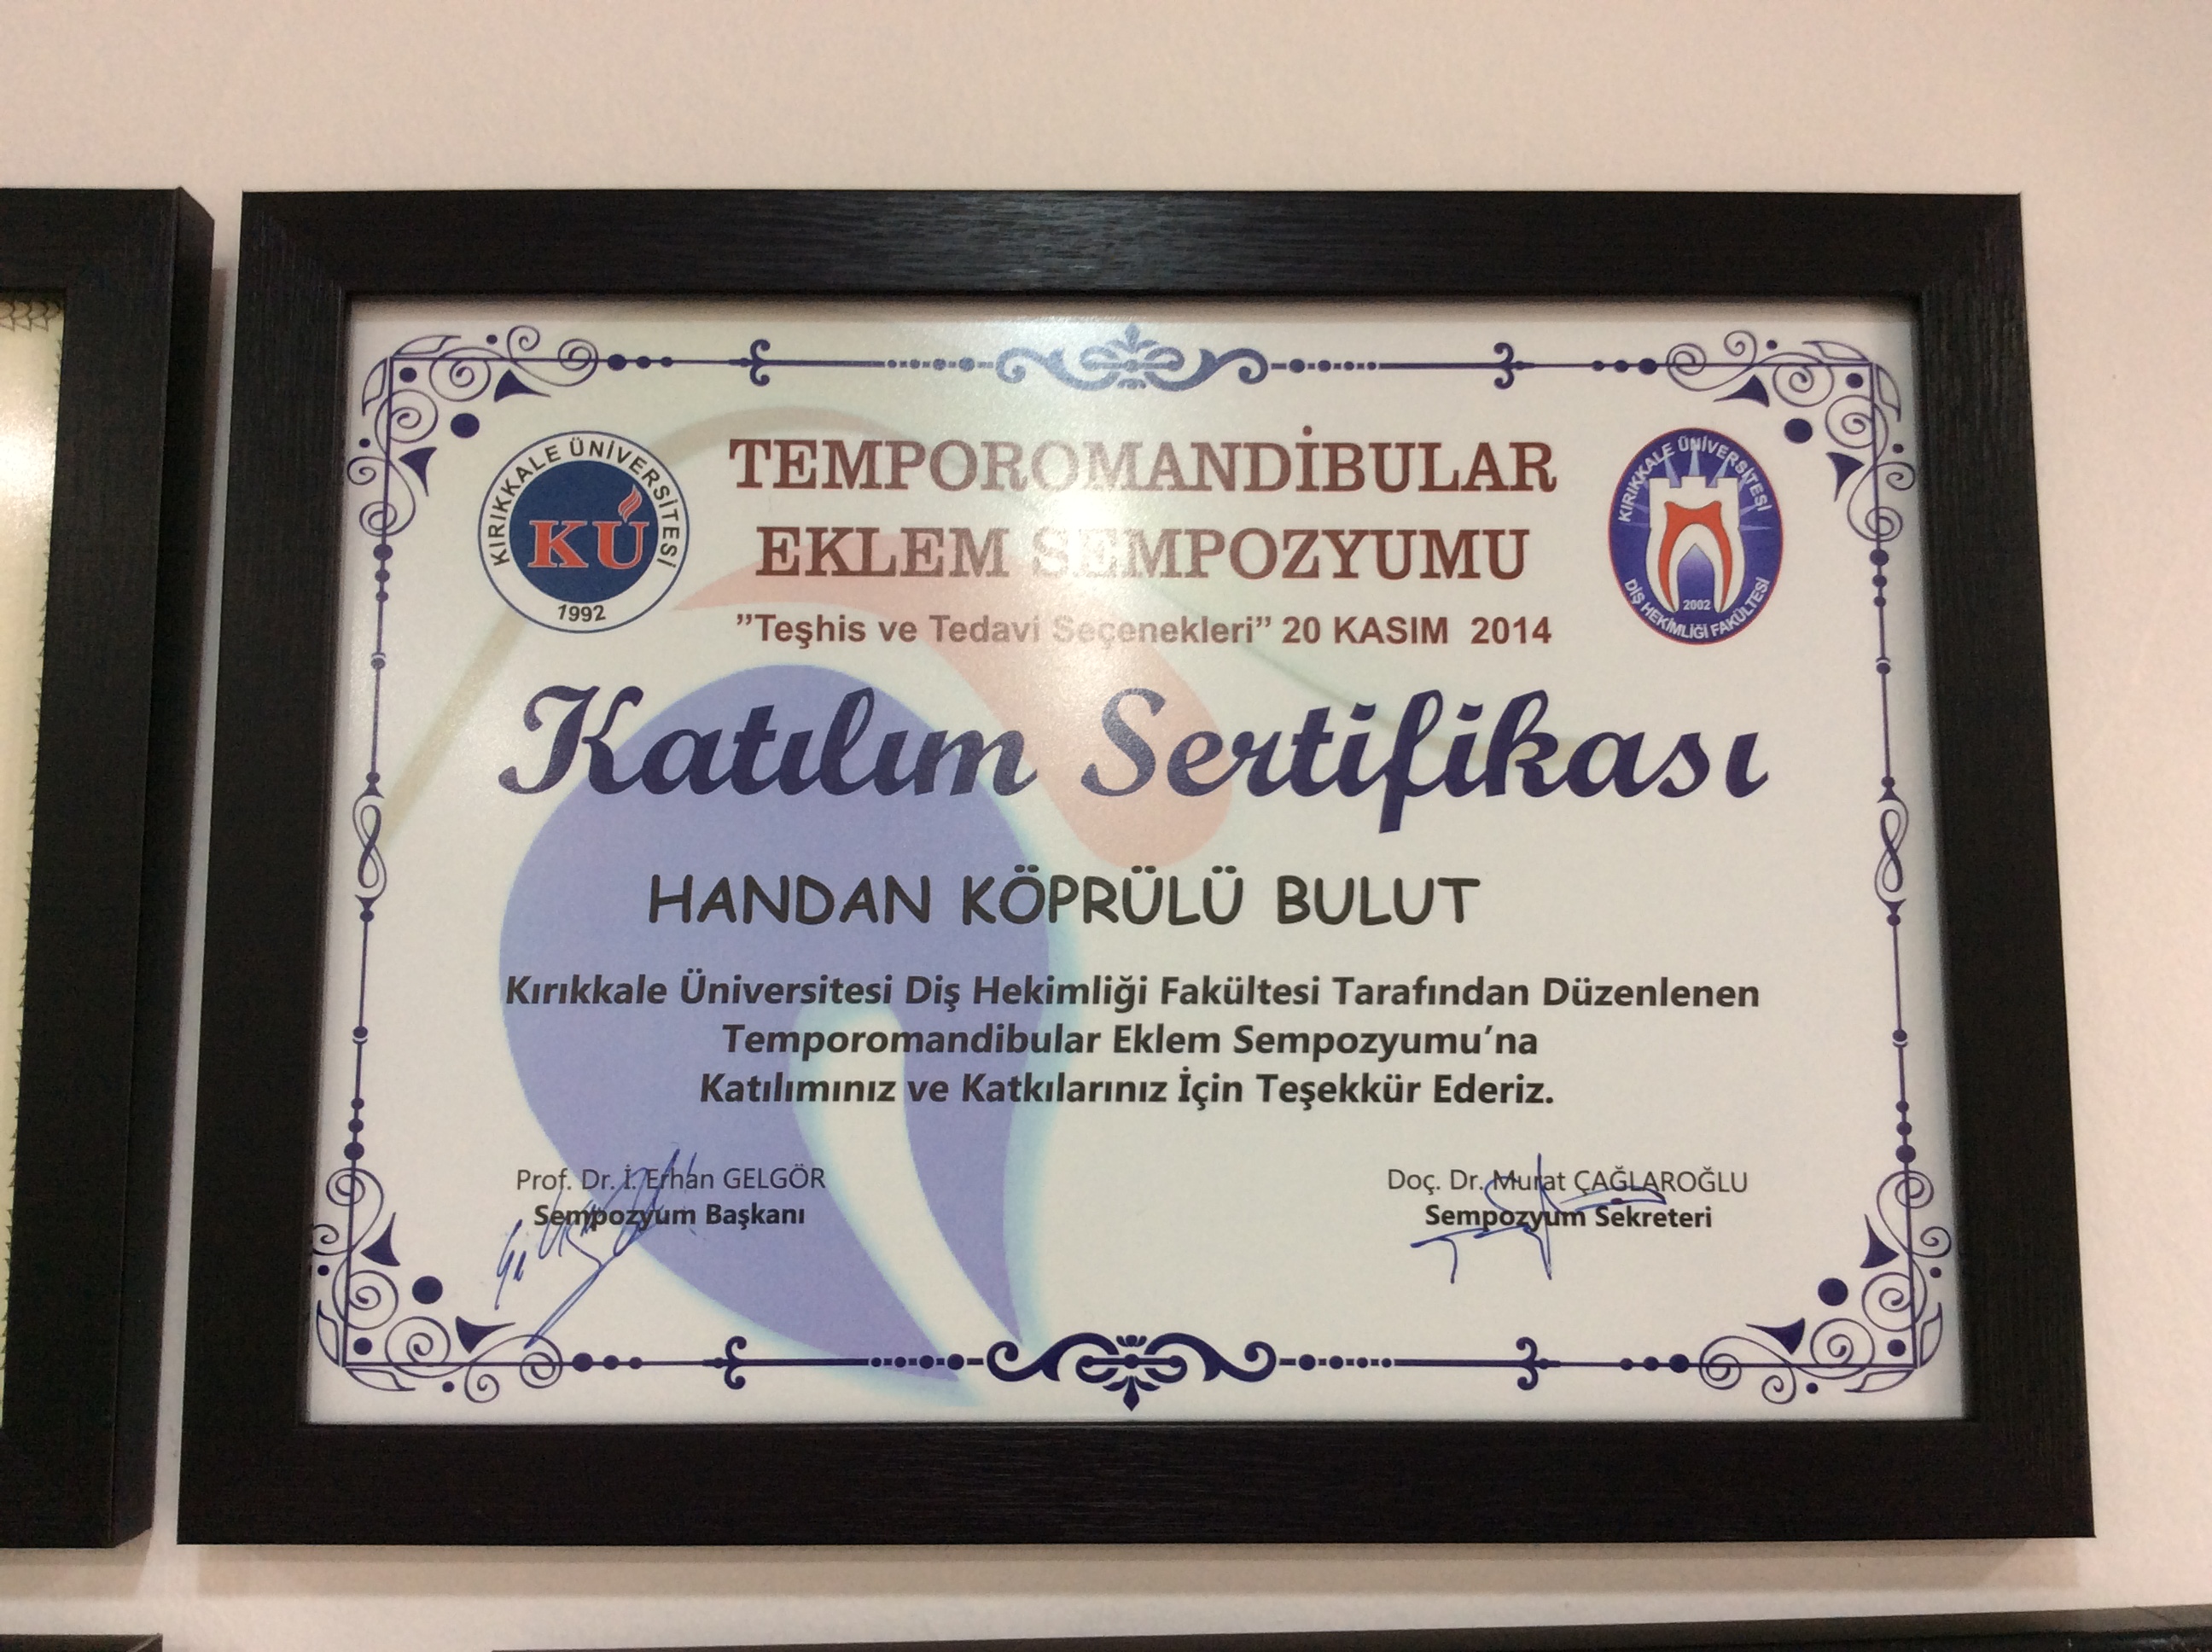 TEMPOROMANDİBULAR
EKLEM SEMPOZYUMU
”Teşhis ve Tedavi Seçenekleri” 20 KASIM 2014
KIRIKKALE ÜNİVERSİTESİ
KÜ
1992
KIRIKKALE ÜNİVERSİTESİ
2002
DİŞ HEKİMLİĞİ FAKÜLTESİ
Katılım Sertifikası
HANDAN KÖPRÜLÜ BULUT
Kırıkkale Üniversitesi Diş Hekimliği Fakültesi Tarafından Düzenlenen
Temporomandibular Eklem Sempozyumu’na
Katılımınız ve Katkılarınız İçin Teşekkür Ederiz.
Prof. Dr. İ. Erhan GELGÖR
Sempozyum Başkanı
Doç. Dr. Murat ÇAĞLAROĞLU
Sempozyum Sekreteri